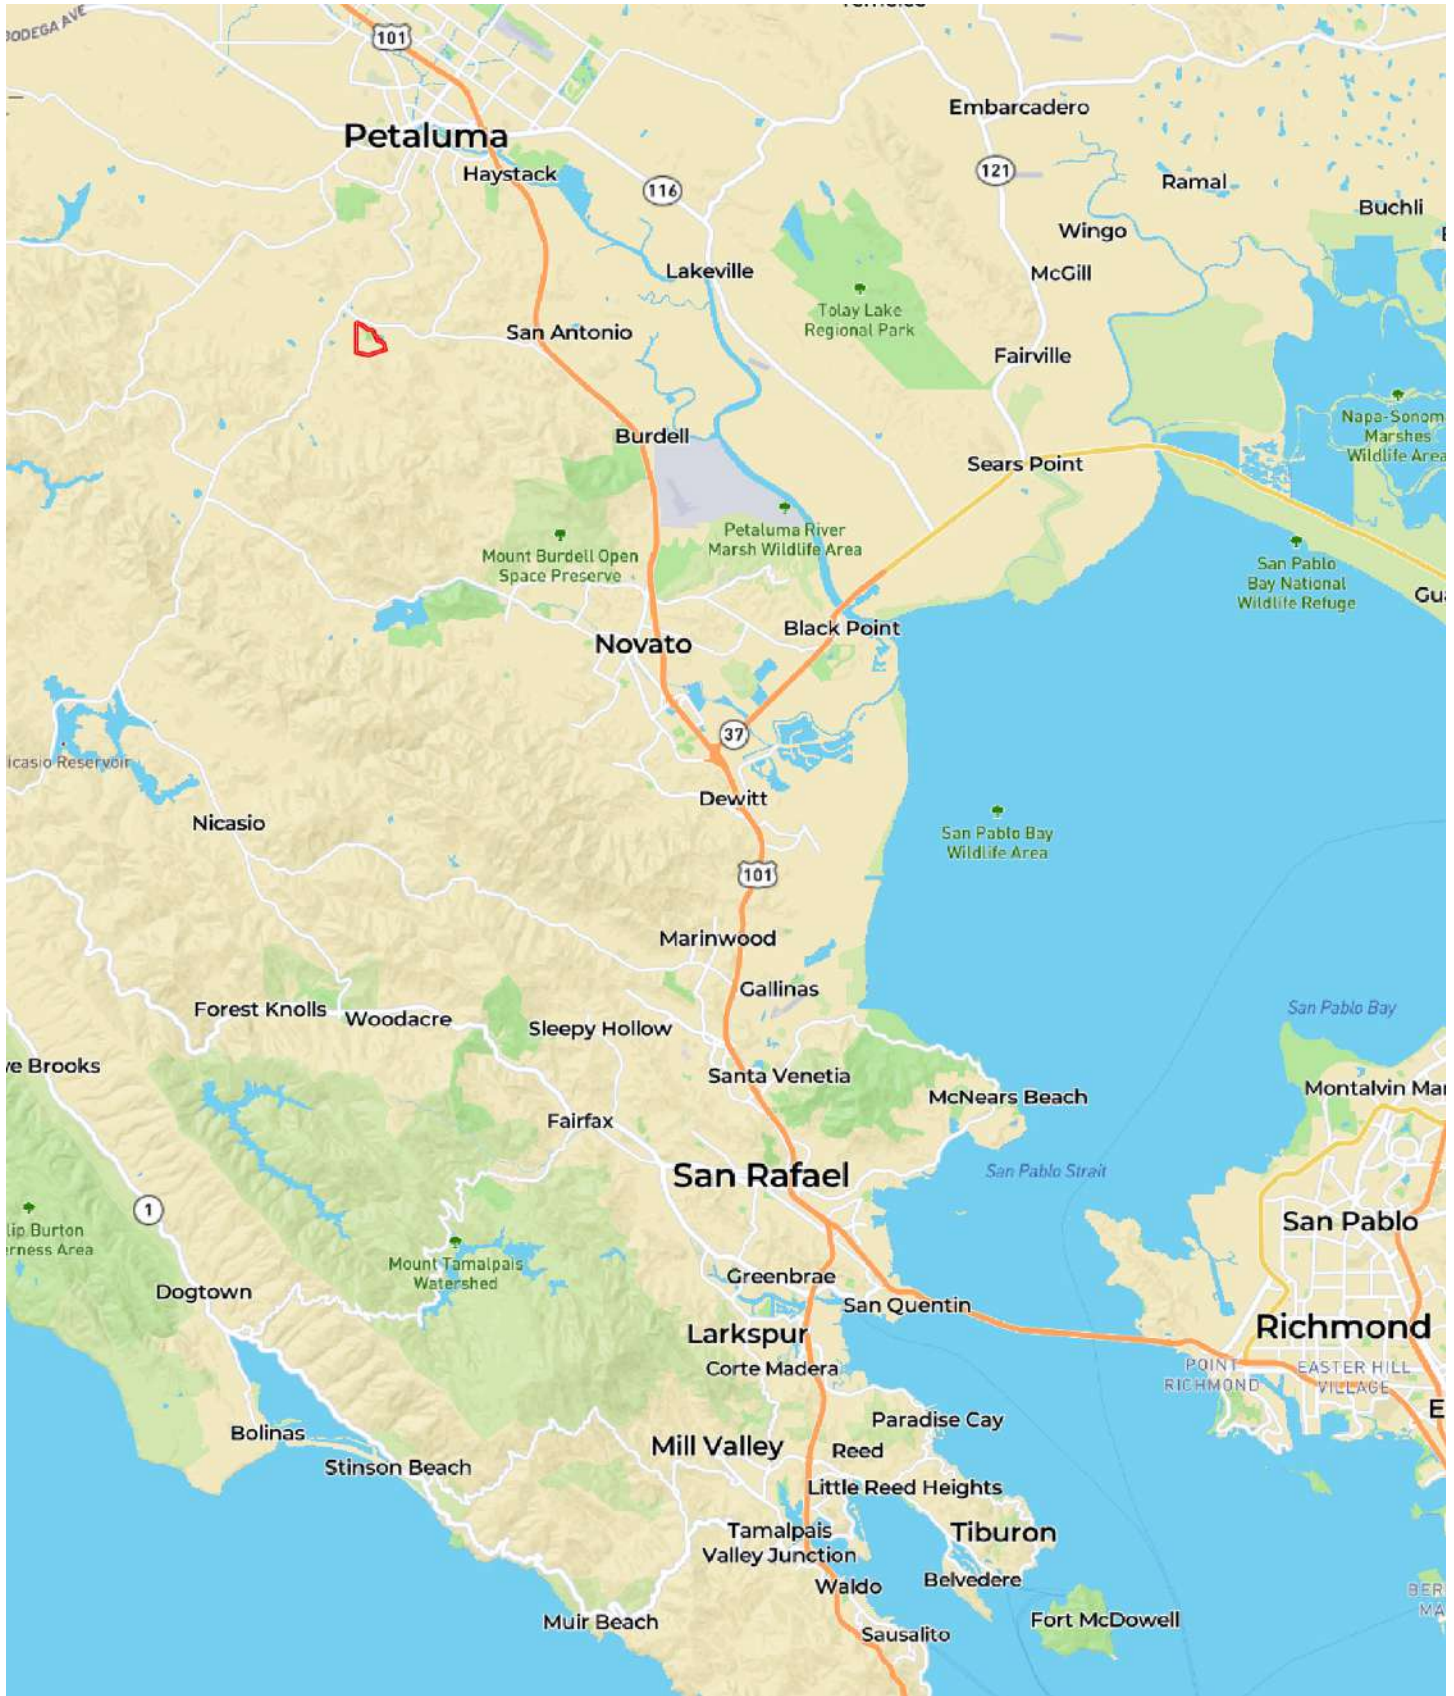 BODEGA AVE
101
Petaluma
Haystack
116
Embarcadero
121
Ramal
Buchli
Wingo
Lakeville
McGill
Tolay Lake
Regional Park
San Antonio
Fairville
Napa-Sonom
Marshes
Wildlife Area
Burdell
Sears Point
Petaluma River
Marsh Wildlife Area
Mount Burdell Open
Space Preserve
San Pablo
Bay National
Wildlife Refuge
Gua
Black Point
Novato
37
icasio Reservoir
Dewitt
Nicasio
San Pablo Bay
Wildlife Area
101
Marinwood
Gallinas
San Pablo Bay
Forest Knolls
Woodacre
Sleepy Hollow
ve Brooks
Santa Venetia
McNears Beach
Montalvin Mar
Fairfax
San Rafael
San Pablo Strait
1
lip Burton
erness Area
San Pablo
Mount Tamalpais
Watershed
Greenbrae
Dogtown
San Quentin
Larkspur
Richmond
Corte Madera
POINT
RICHMOND
EASTER HILL
VILLAGE
E
Paradise Cay
Bolinas
Mill Valley
Reed
Stinson Beach
Little Reed Heights
Tamalpais
Valley Junction
Tiburon
Waldo
Belvedere
BER
MA
Muir Beach
Fort McDowell
Sausalito